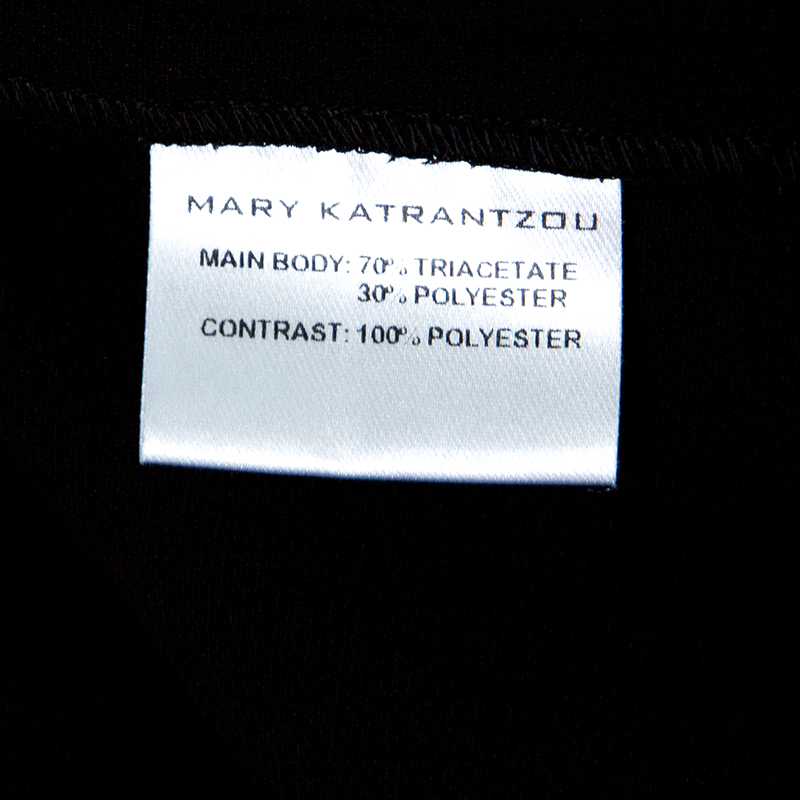 MARY KATRANTZOU
MAIN BODY: 70% TRIACETATE
30% POLYESTER
CONTRAST: 100% POLYESTER